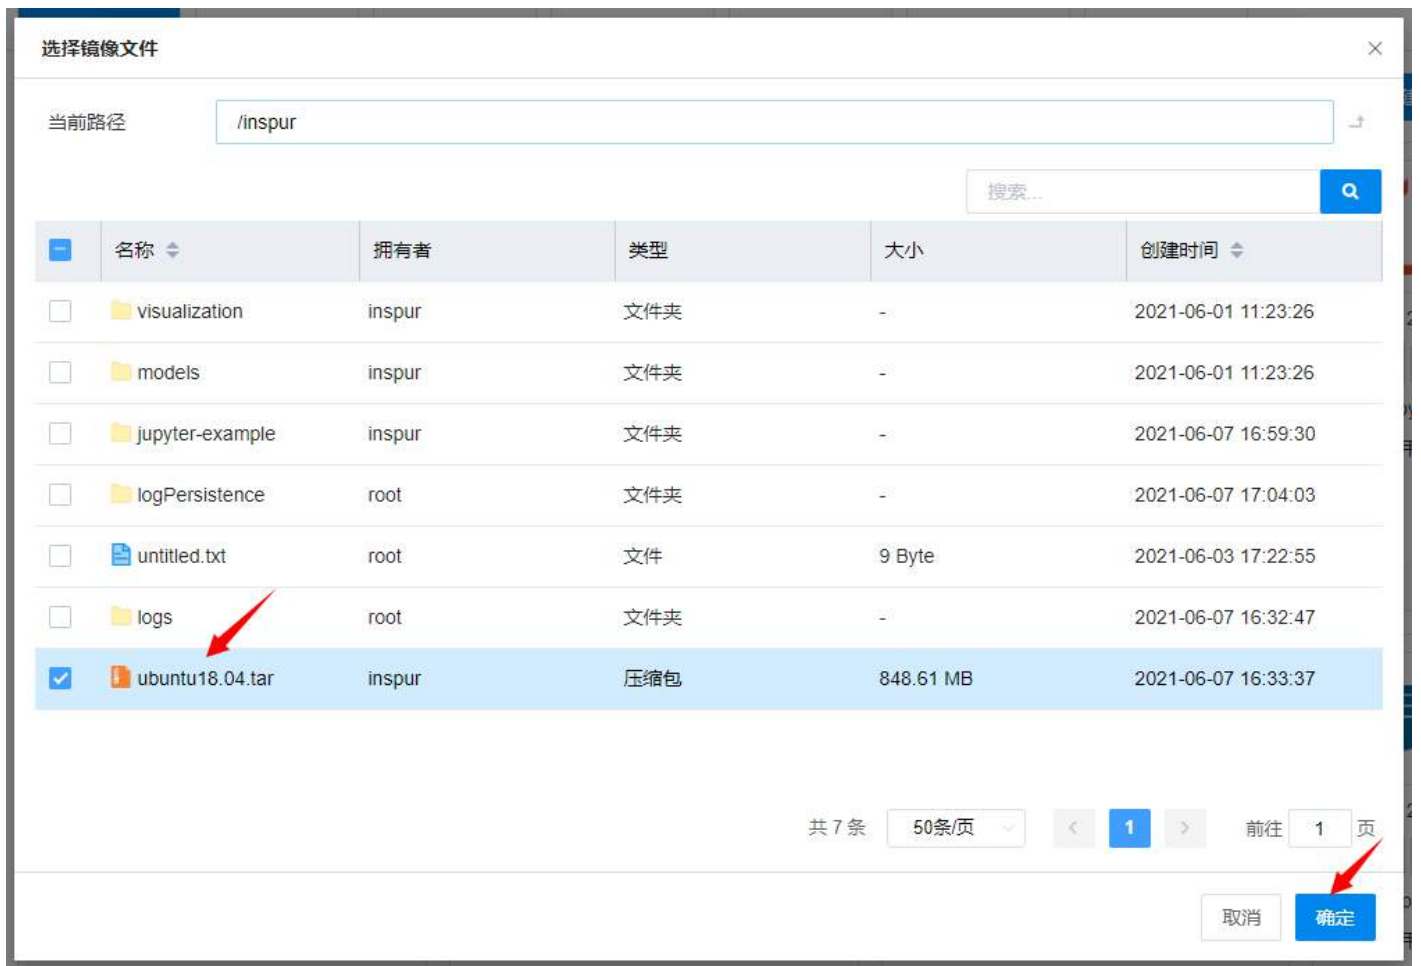 选择镜像文件
当前路径 /inspur
搜索...
名称 拥有者 类型 大小 创建时间
visualization inspur 文件夹 - 2021-06-01 11:23:26
models inspur 文件夹 - 2021-06-01 11:23:26
jupyter-example inspur 文件夹 - 2021-06-07 16:59:30
logPersistence root 文件夹 - 2021-06-07 17:04:03
untitled.txt root 文件 9 Byte 2021-06-03 17:22:55
logs root 文件夹 - 2021-06-07 16:32:47
ubuntu18.04.tar inspur 压缩包 848.61 MB 2021-06-07 16:33:37
共 7 条 50条/页 < 1 > 前往 1 页
取消 确定